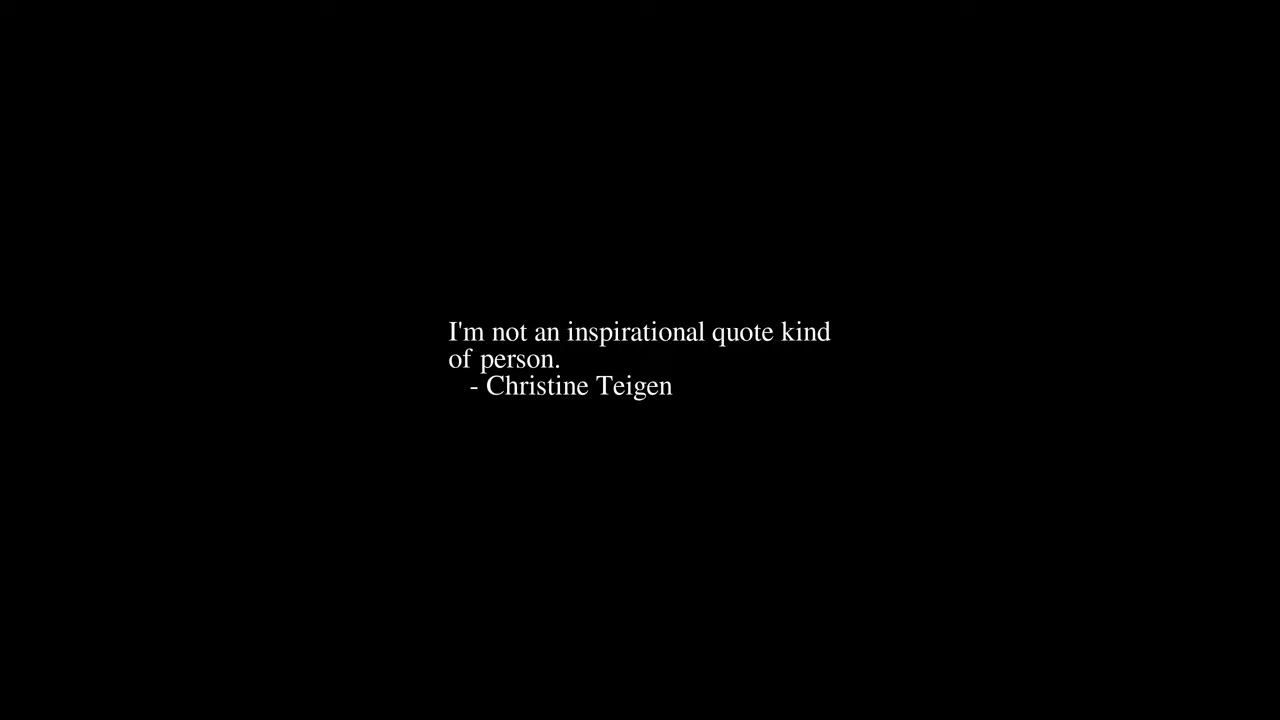 I'm not an inspirational quote kind
of person.
- Christine Teigen